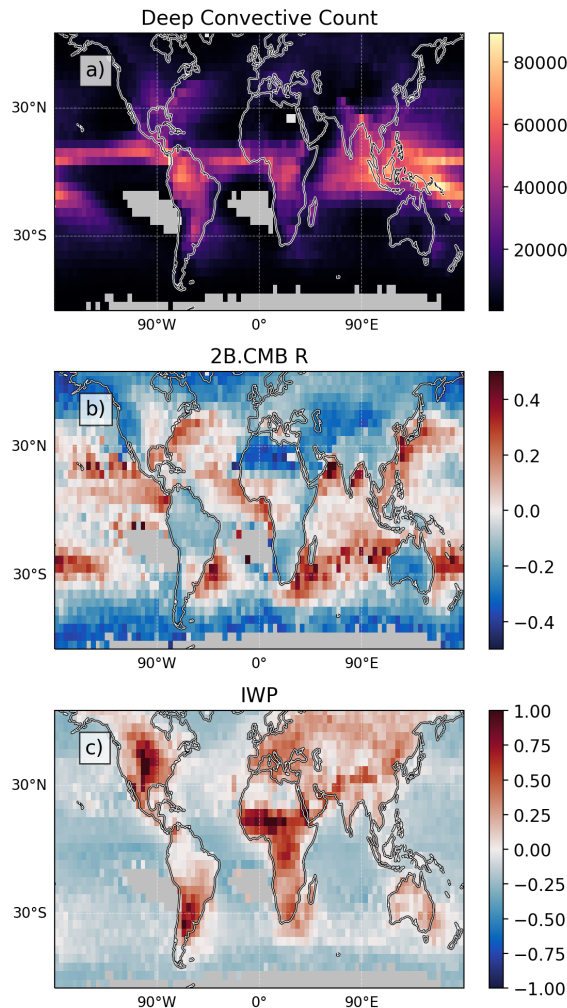 Deep Convective Count
a)
30°N
30°S
90°W
0°
90°E
80000
60000
40000
20000
2B.CMB R
b)
30°N
30°S
90°W
0°
90°E
0.4
0.2
0.0
−0.2
−0.4
IWP
c)
30°N
30°S
90°W
0°
90°E
1.00
0.75
0.50
0.25
0.00
−0.25
−0.50
−0.75
−1.00